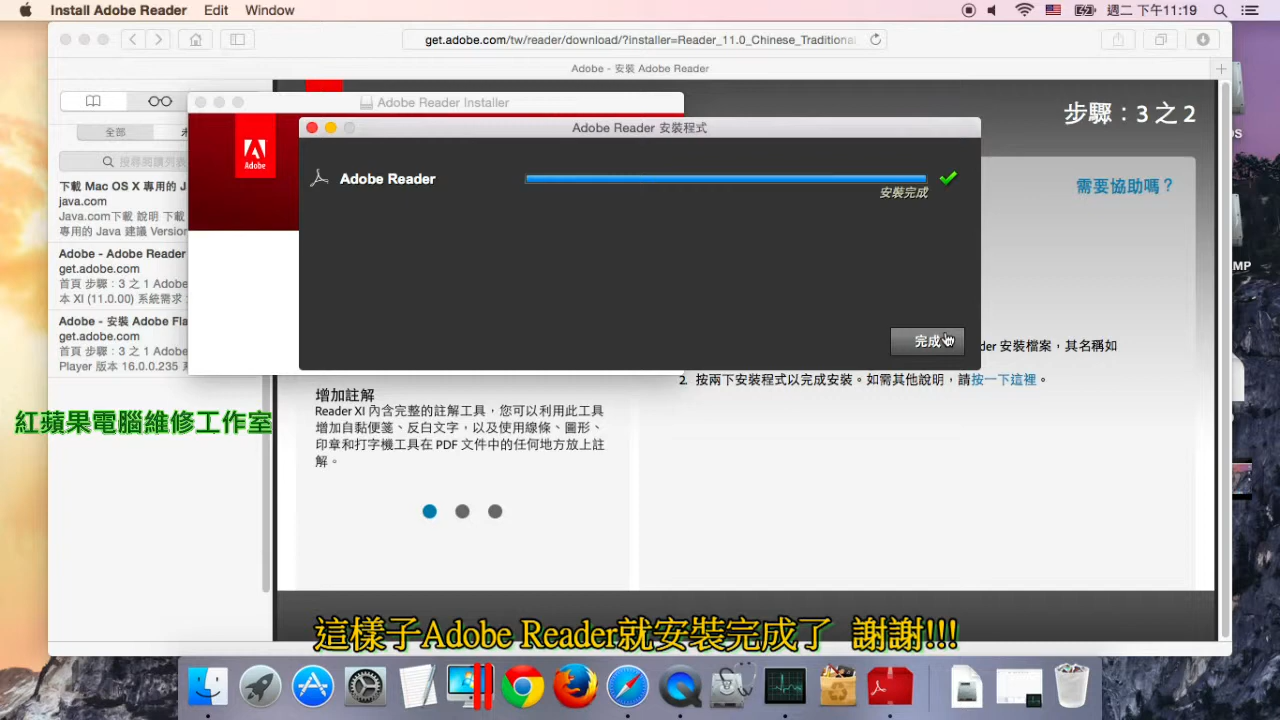 Install Adobe Reader Edit Window
週二 下午11:19
get.adobe.com/tw/reader/download/?installer=Reader_11.0_Chinese_Traditiona
Adobe - 安裝 Adobe Reader
全部
搜尋閱讀列表
下載 Mac OS X 專用的 J
java.com
Java.com下載 說明 下載
專用的 Java 建議 Version
Adobe - Adobe Reader
get.adobe.com
首頁 步驟：3 之 1 Adobe
本 XI (11.0.00) 系統需求：
Adobe - 安裝 Adobe Fla
get.adobe.com
首頁 步驟：3 之 1 Adobe
Player 版本 16.0.0.235 系
Adobe Reader Installer
Adobe
Adobe Reader 安裝程式
Adobe Reader
安裝完成
完成
步驟：3 之 2
需要協助嗎？
der 安裝檔案，其名稱如
2. 按兩下安裝程式以完成安裝。如需其他說明，請按一下這裡。
增加註解
Reader XI 內含完整的註解工具，您可以利用此工具
增加自黏便箋、反白文字，以及使用線條、圖形、
印章和打字機工具在 PDF 文件中的任何地方放上註
解。
OS
MP
紅蘋果電腦維修工作室
這樣子Adobe Reader就安裝完成了 謝謝!!!